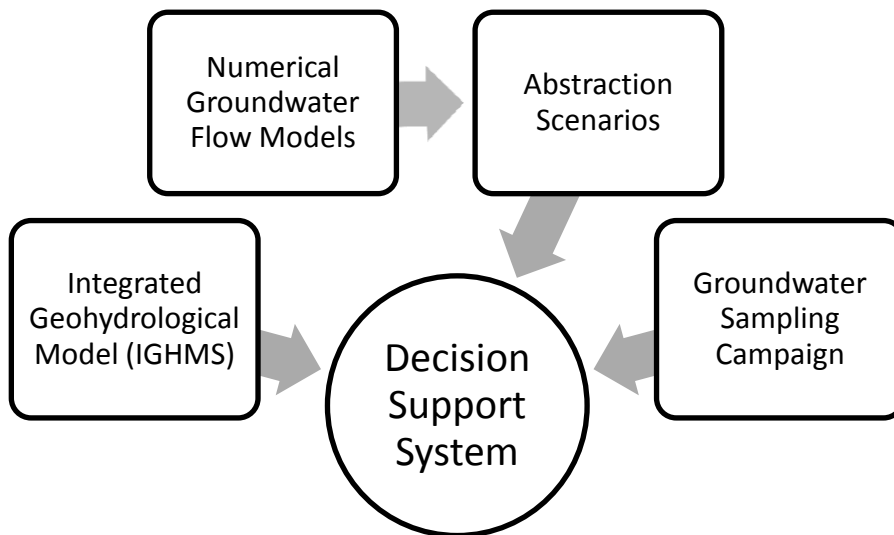 Numerical
Groundwater
Flow Models
Abstraction
Scenarios
Integrated
Geohydrological
Model (IGHMS)
Groundwater
Sampling
Campaign
Decision
Support
System